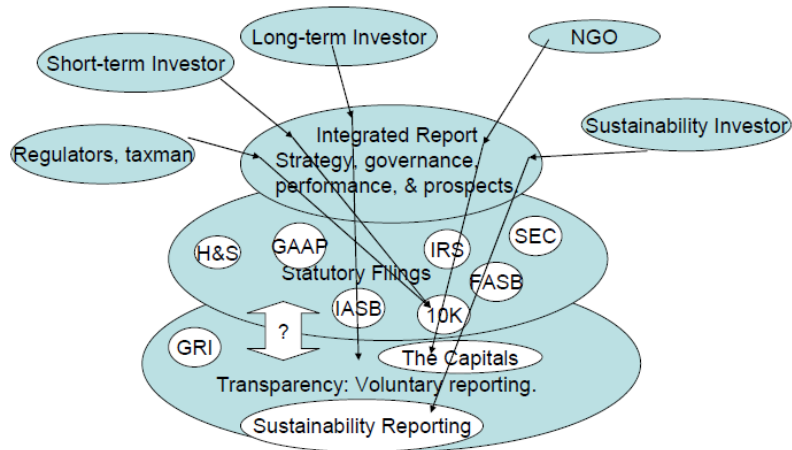 Long-term Investor
NGO
Short-term Investor
Sustainability Investor
Regulators, taxman
Integrated Report
Strategy, governance,
performance, & prospects.
H&S
GAAP
IRS
SEC
Statutory Filings
FASB
IASB
10K
?
GRI
The Capitals
Transparency: Voluntary reporting.
Sustainability Reporting